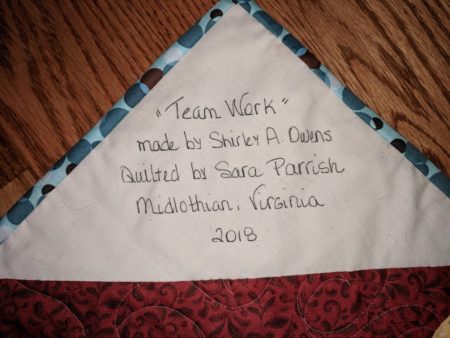 "Team Work"
made by Shirley A. Owens
Quilted by Sara Parrish
Midlothian, Virginia
2018